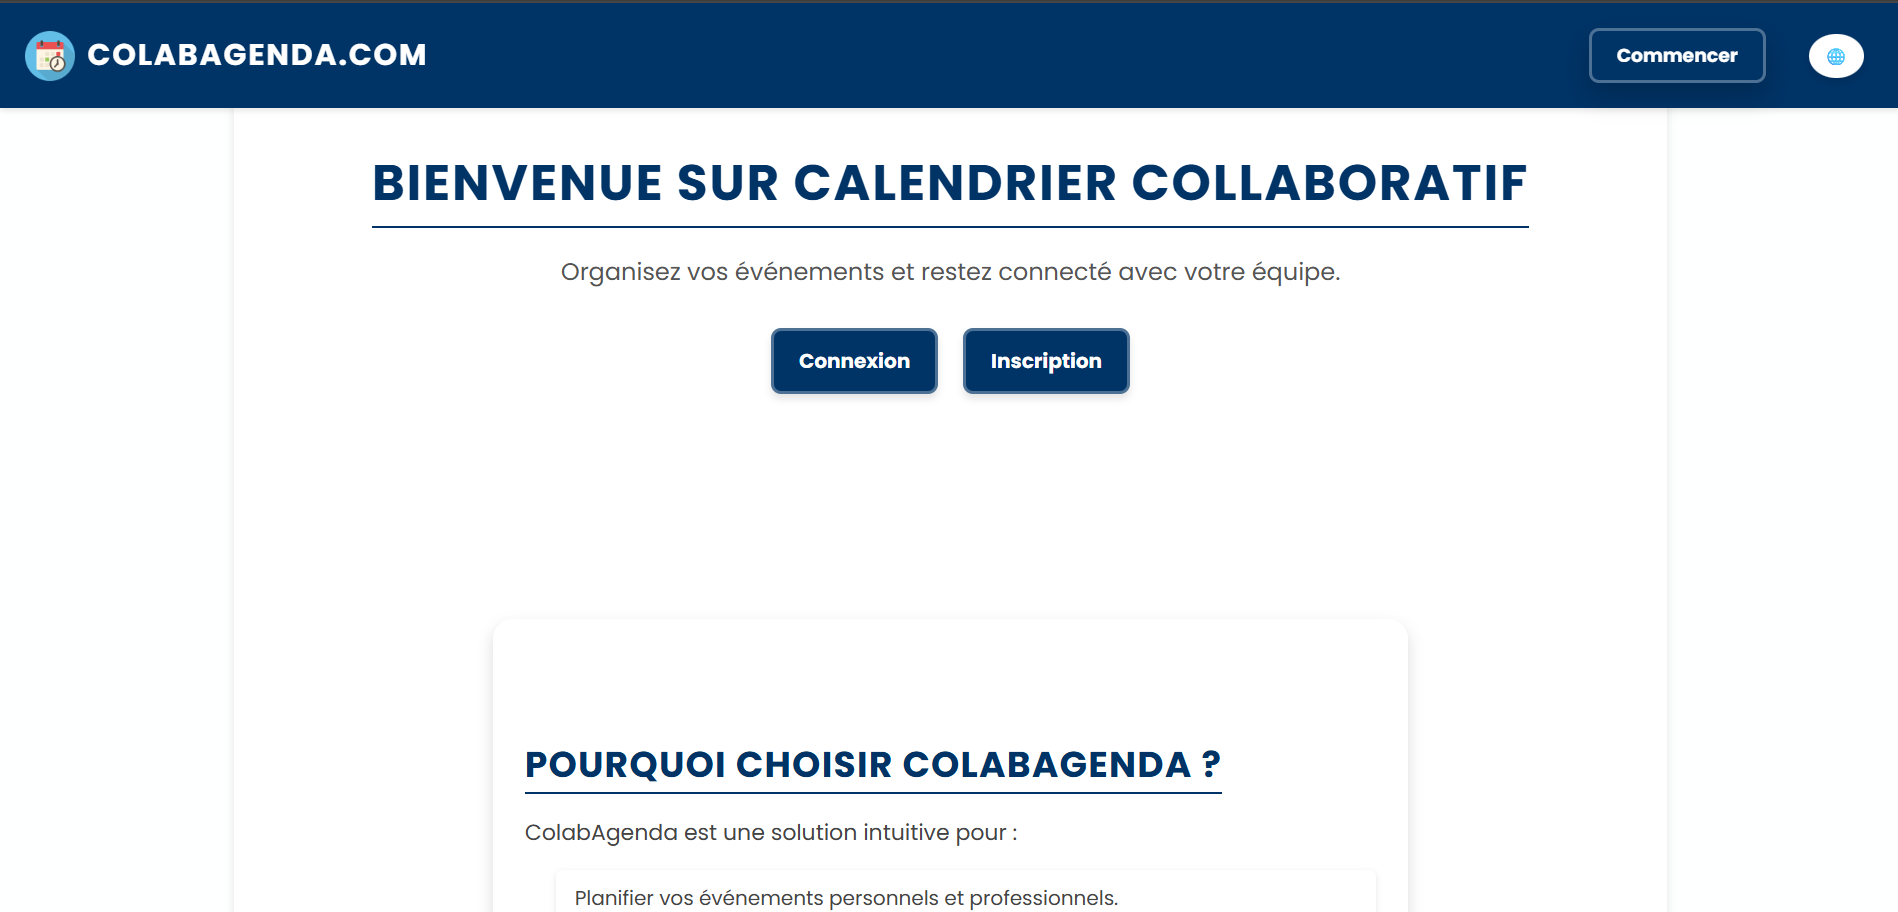 COLABAGENDA.COM
Commencer
BIENVENUE SUR CALENDRIER COLLABORATIF
Organisez vos événements et restez connecté avec votre équipe.
Connexion
Inscription
POURQUOI CHOISIR COLABAGENDA ?
ColabAgenda est une solution intuitive pour :
Planifier vos événements personnels et professionnels.